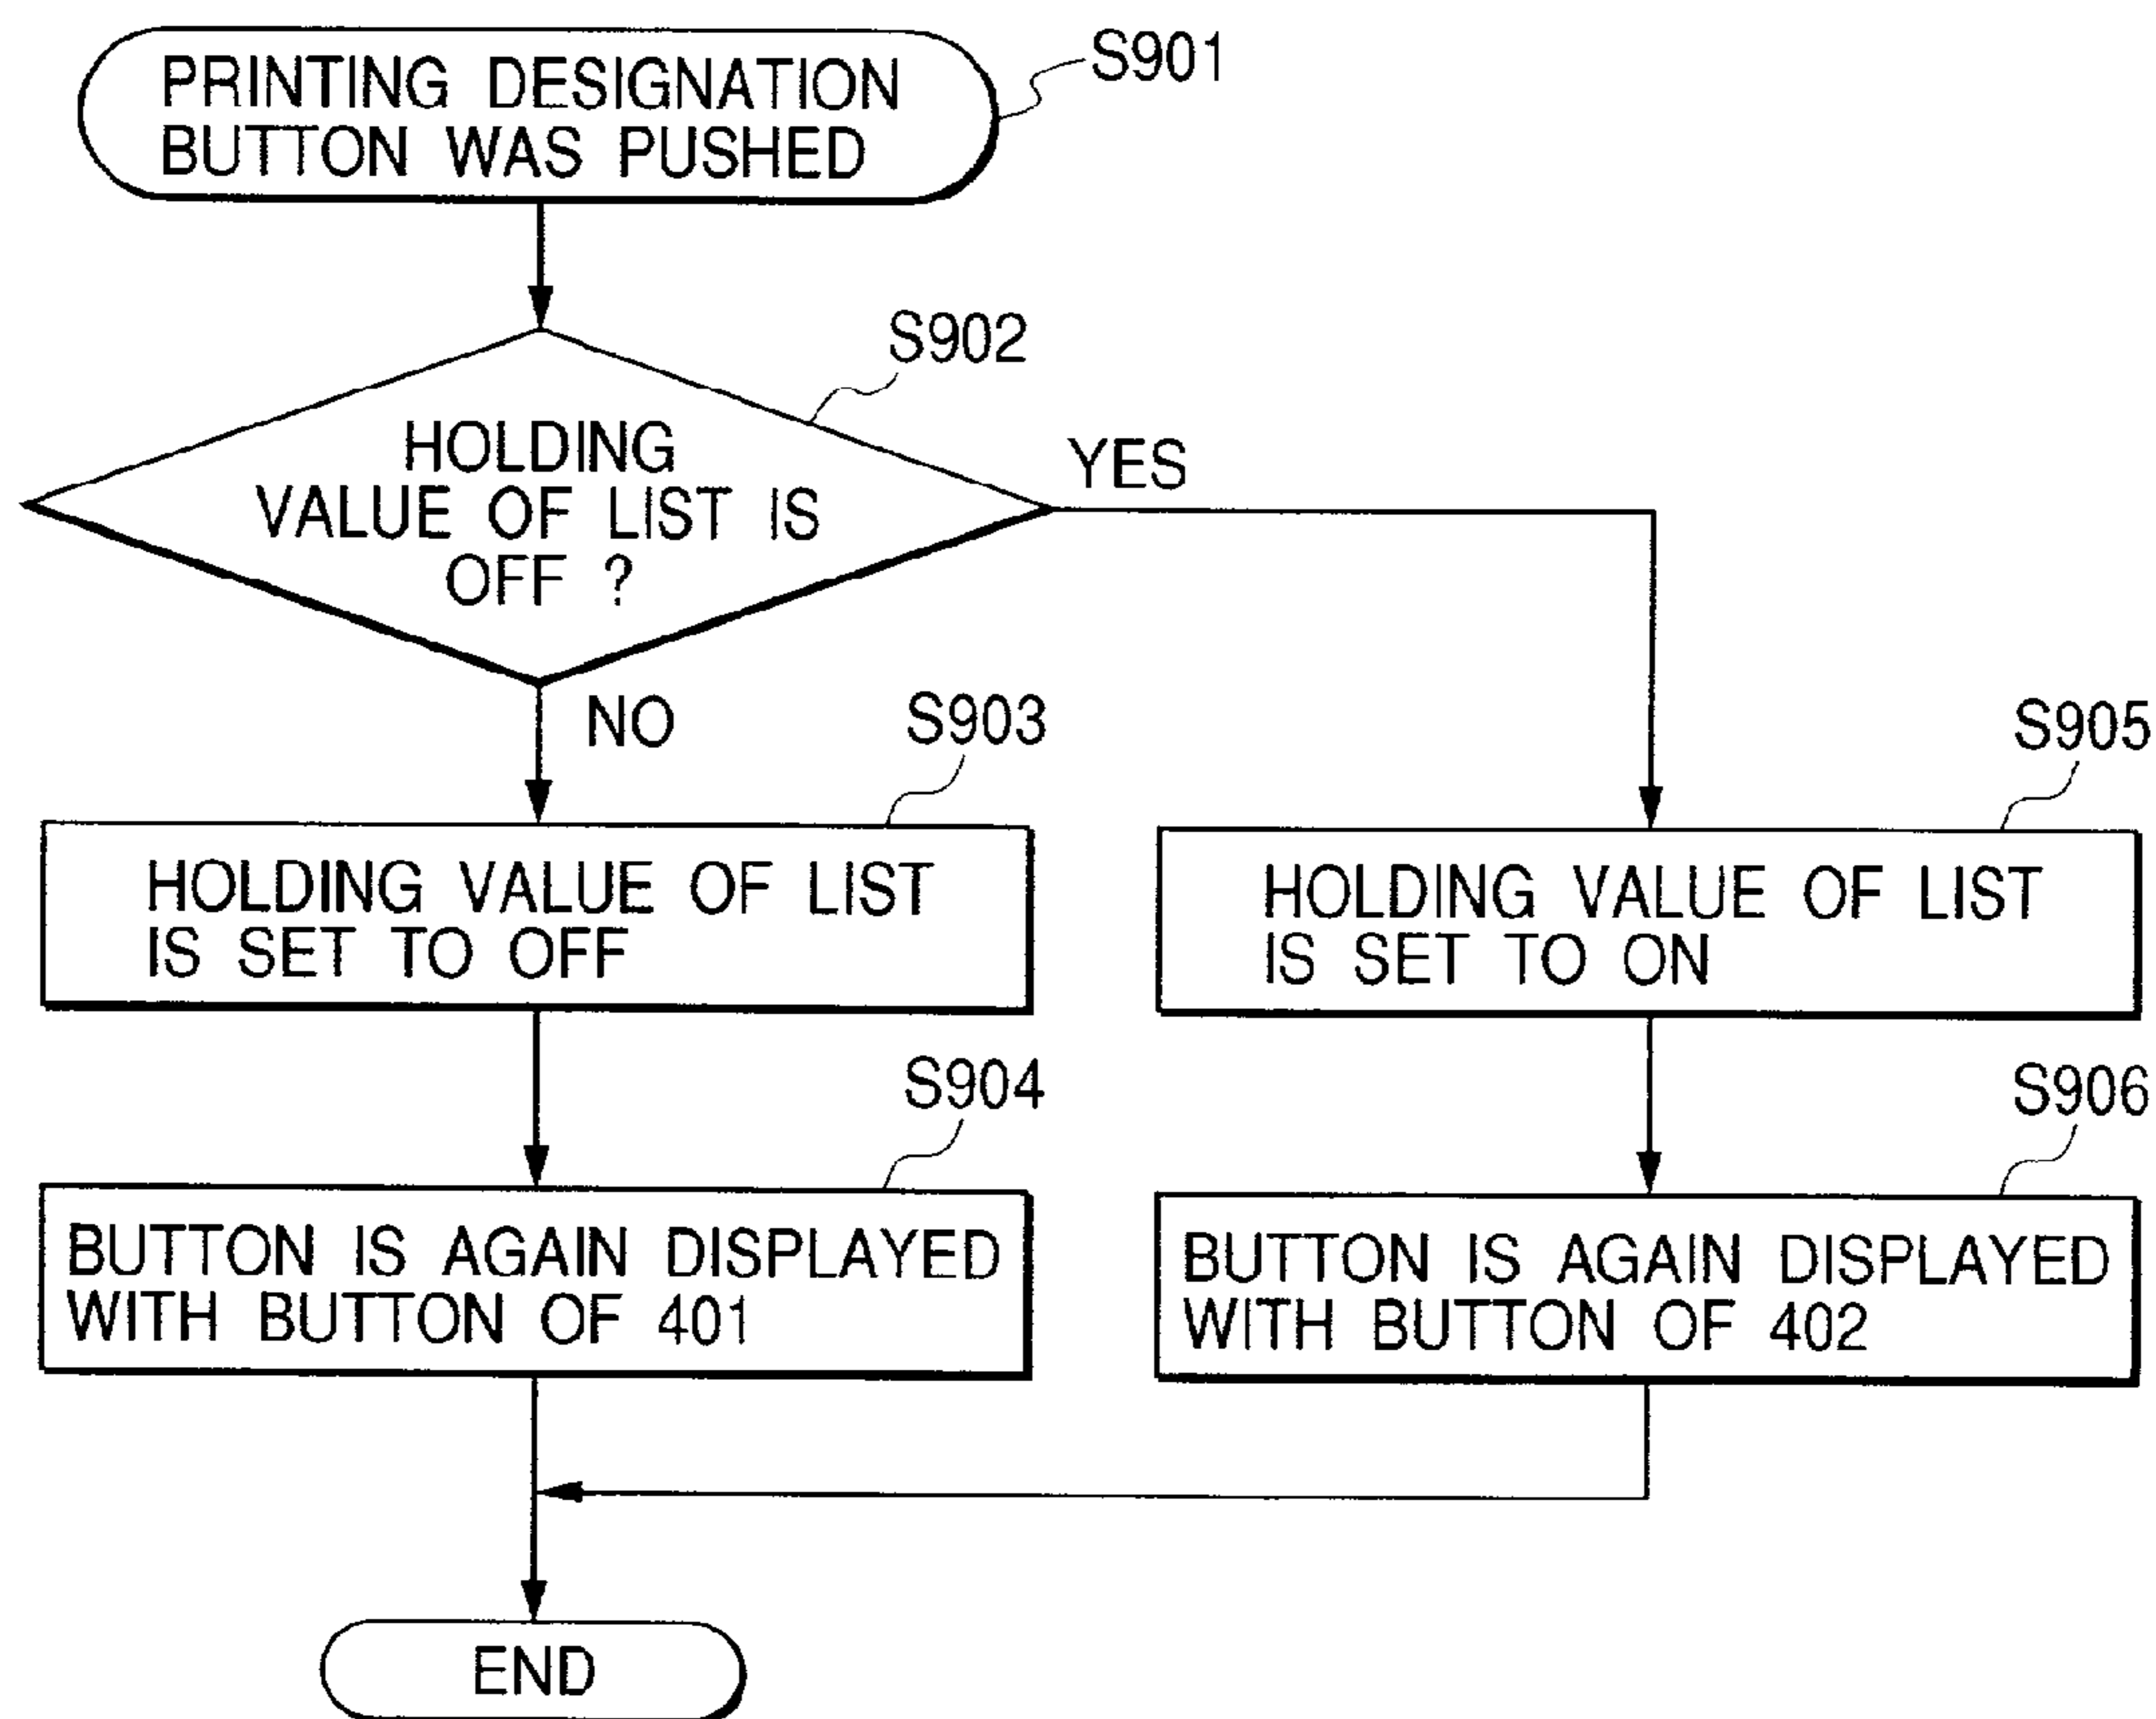 PRINTING DESIGNATION
BUTTON WAS PUSHED
S901
S902
HOLDING
VALUE OF LIST IS
OFF ?
YES
NO
S903
HOLDING VALUE OF LIST
IS SET TO OFF
S905
HOLDING VALUE OF LIST
IS SET TO ON
S904
BUTTON IS AGAIN DISPLAYED
WITH BUTTON OF 401
S906
BUTTON IS AGAIN DISPLAYED
WITH BUTTON OF 402
END